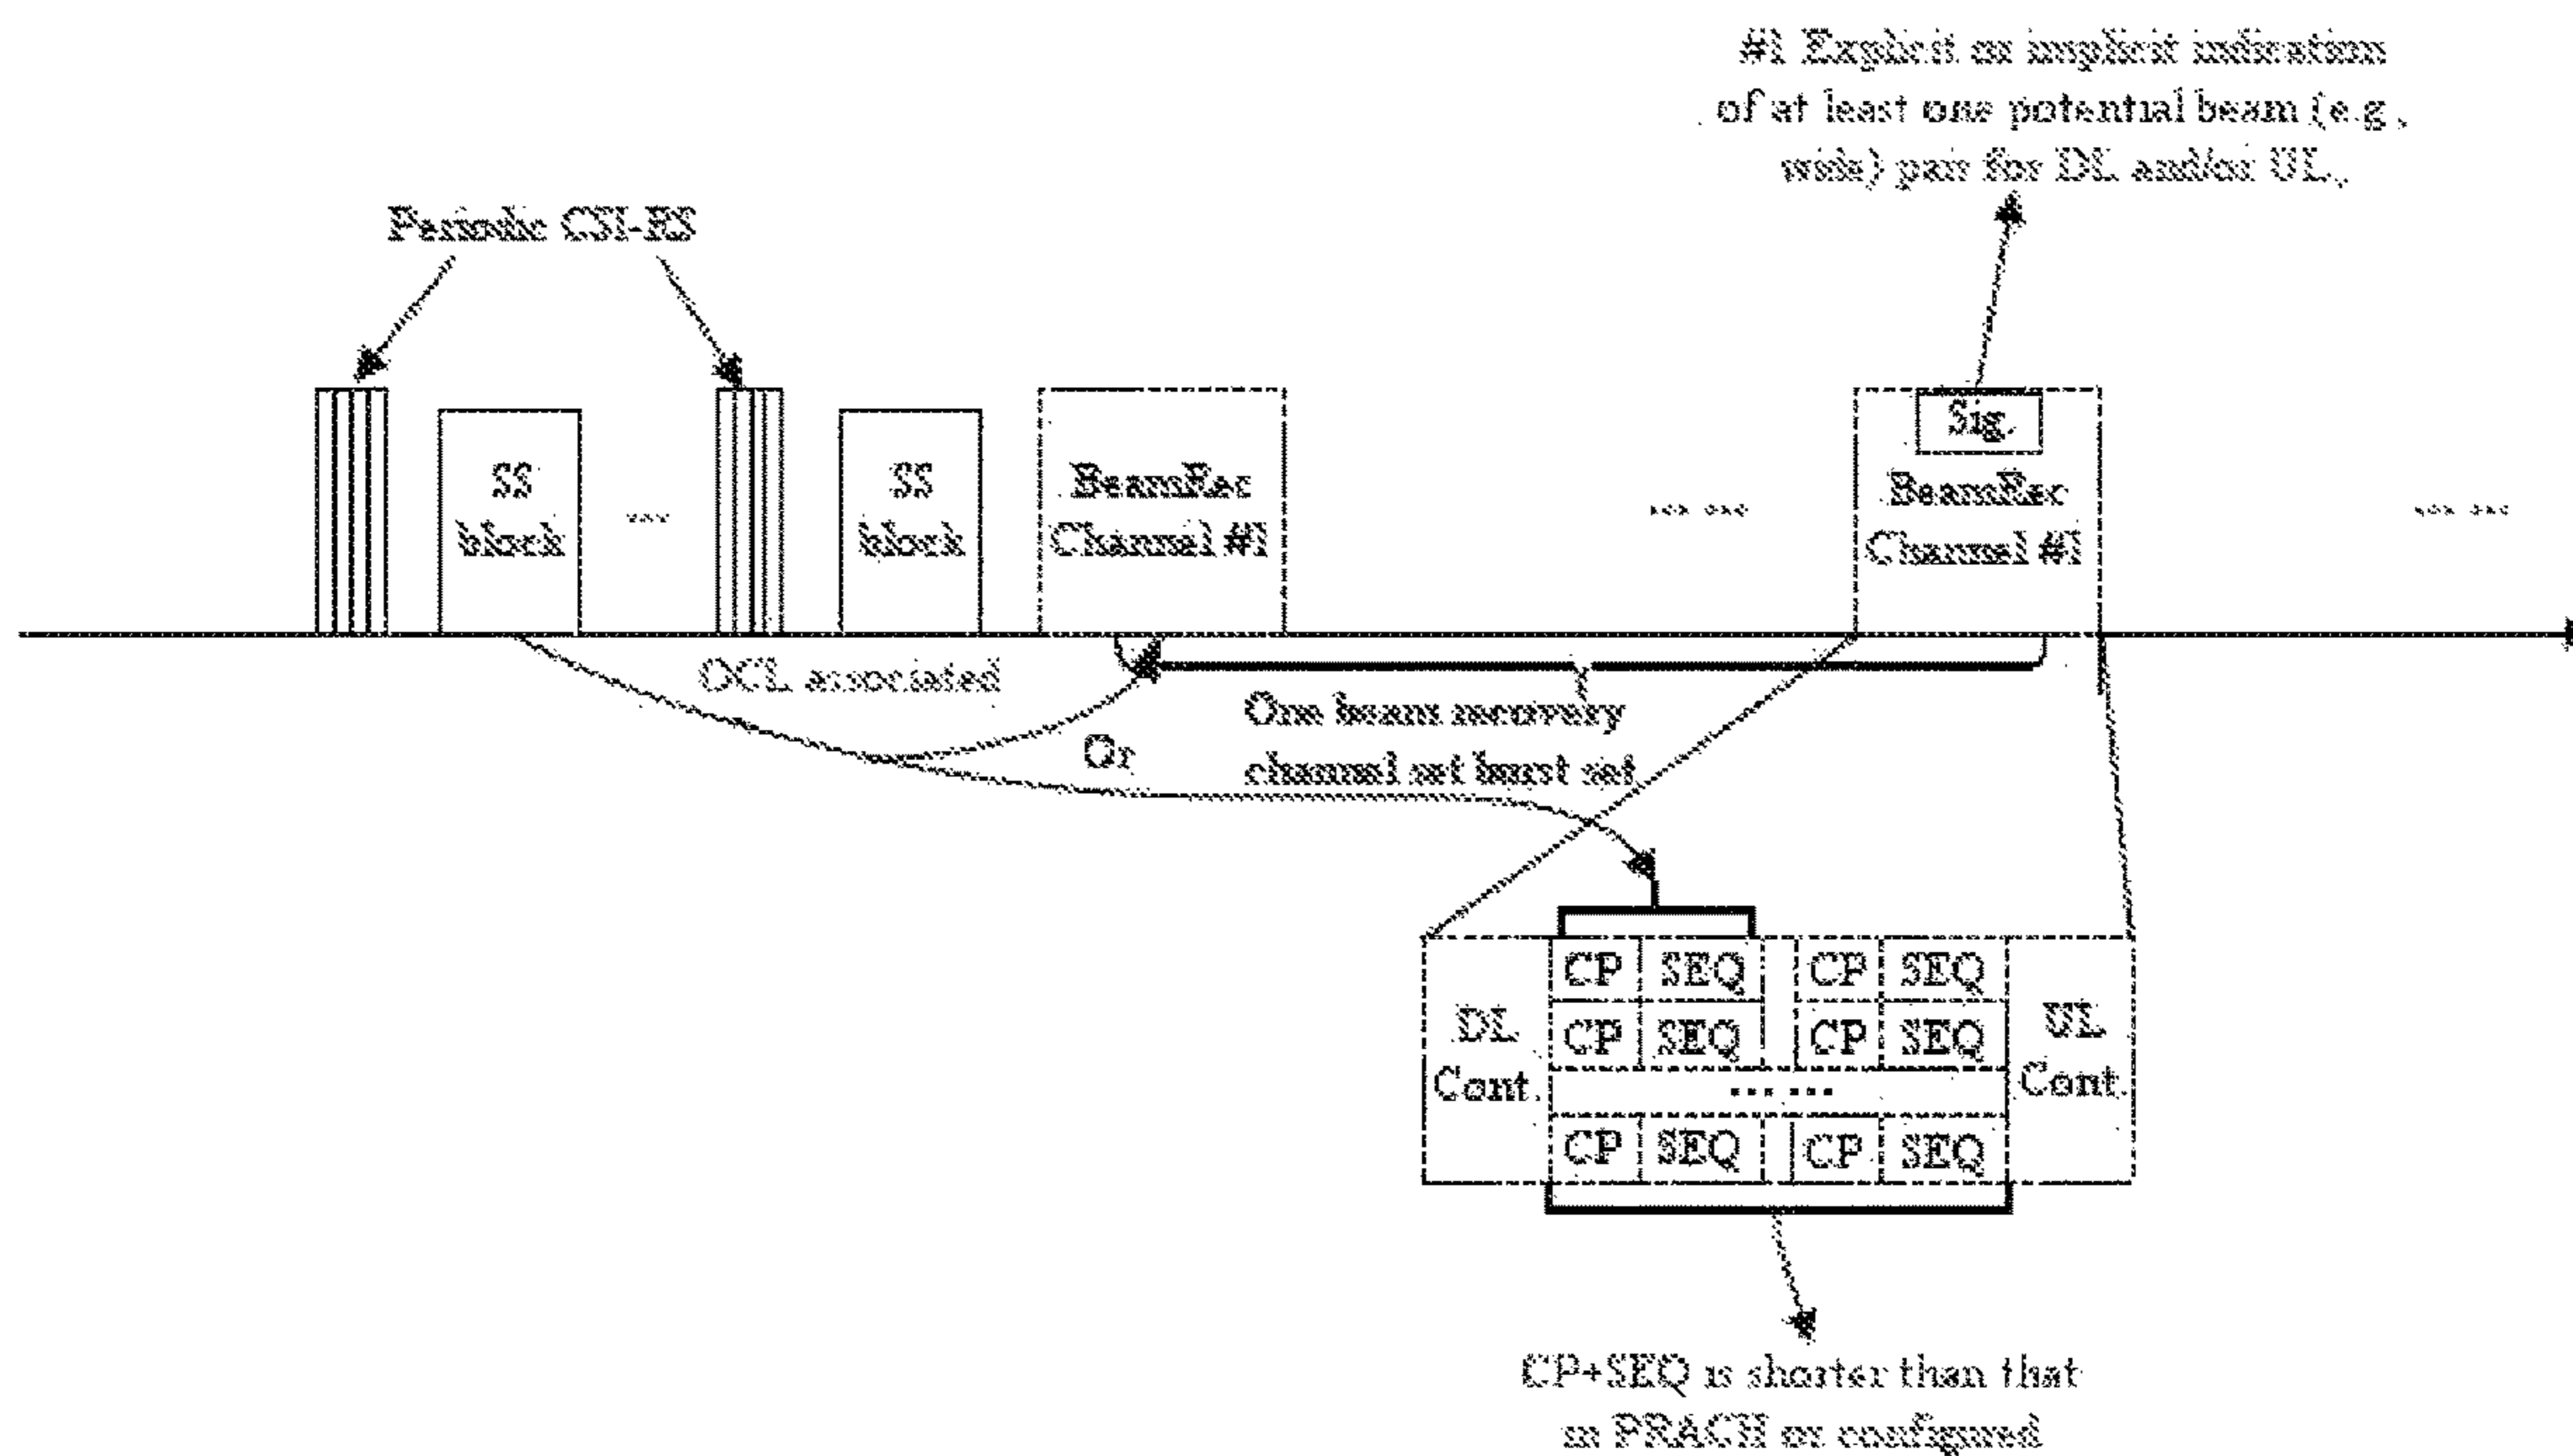 #1 Explicit or implicit indication
of at least one potential beam (e.g.,
wide) pair for DL and/or UL,
Periodic CSI-RS
SS
block
...
SS
block
BeamRec
Channel #1
... ...
Sig.
BeamRec
Channel #1
... ...
QCL associated
Or
One beam recovery
channel set burst set
DL
Cont.
CP SEQ CP SEQ
CP SEQ CP SEQ
... ...
CP SEQ CP SEQ
UL
Cont.
CP+SEQ is shorter than that
in PRACH or configured